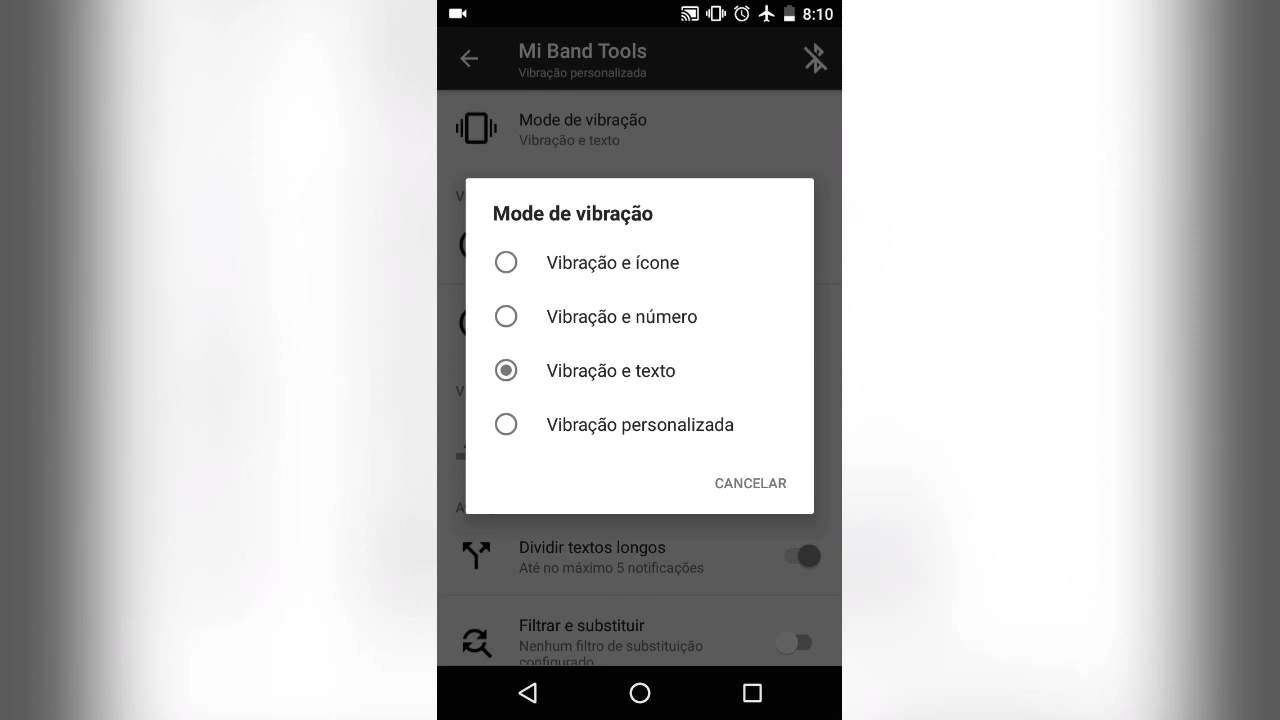 8:10
Mi Band Tools
Vibração personalizada
Mode de vibração
Vibração e texto
V
Mode de vibração
Vibração e ícone
Vibração e número
Vibração e texto
Vibração personalizada
V
CANCELAR
A
Dividir textos longos
Até no máximo 5 notificações
Filtrar e substituir
Nenhum filtro de substituição
configurado